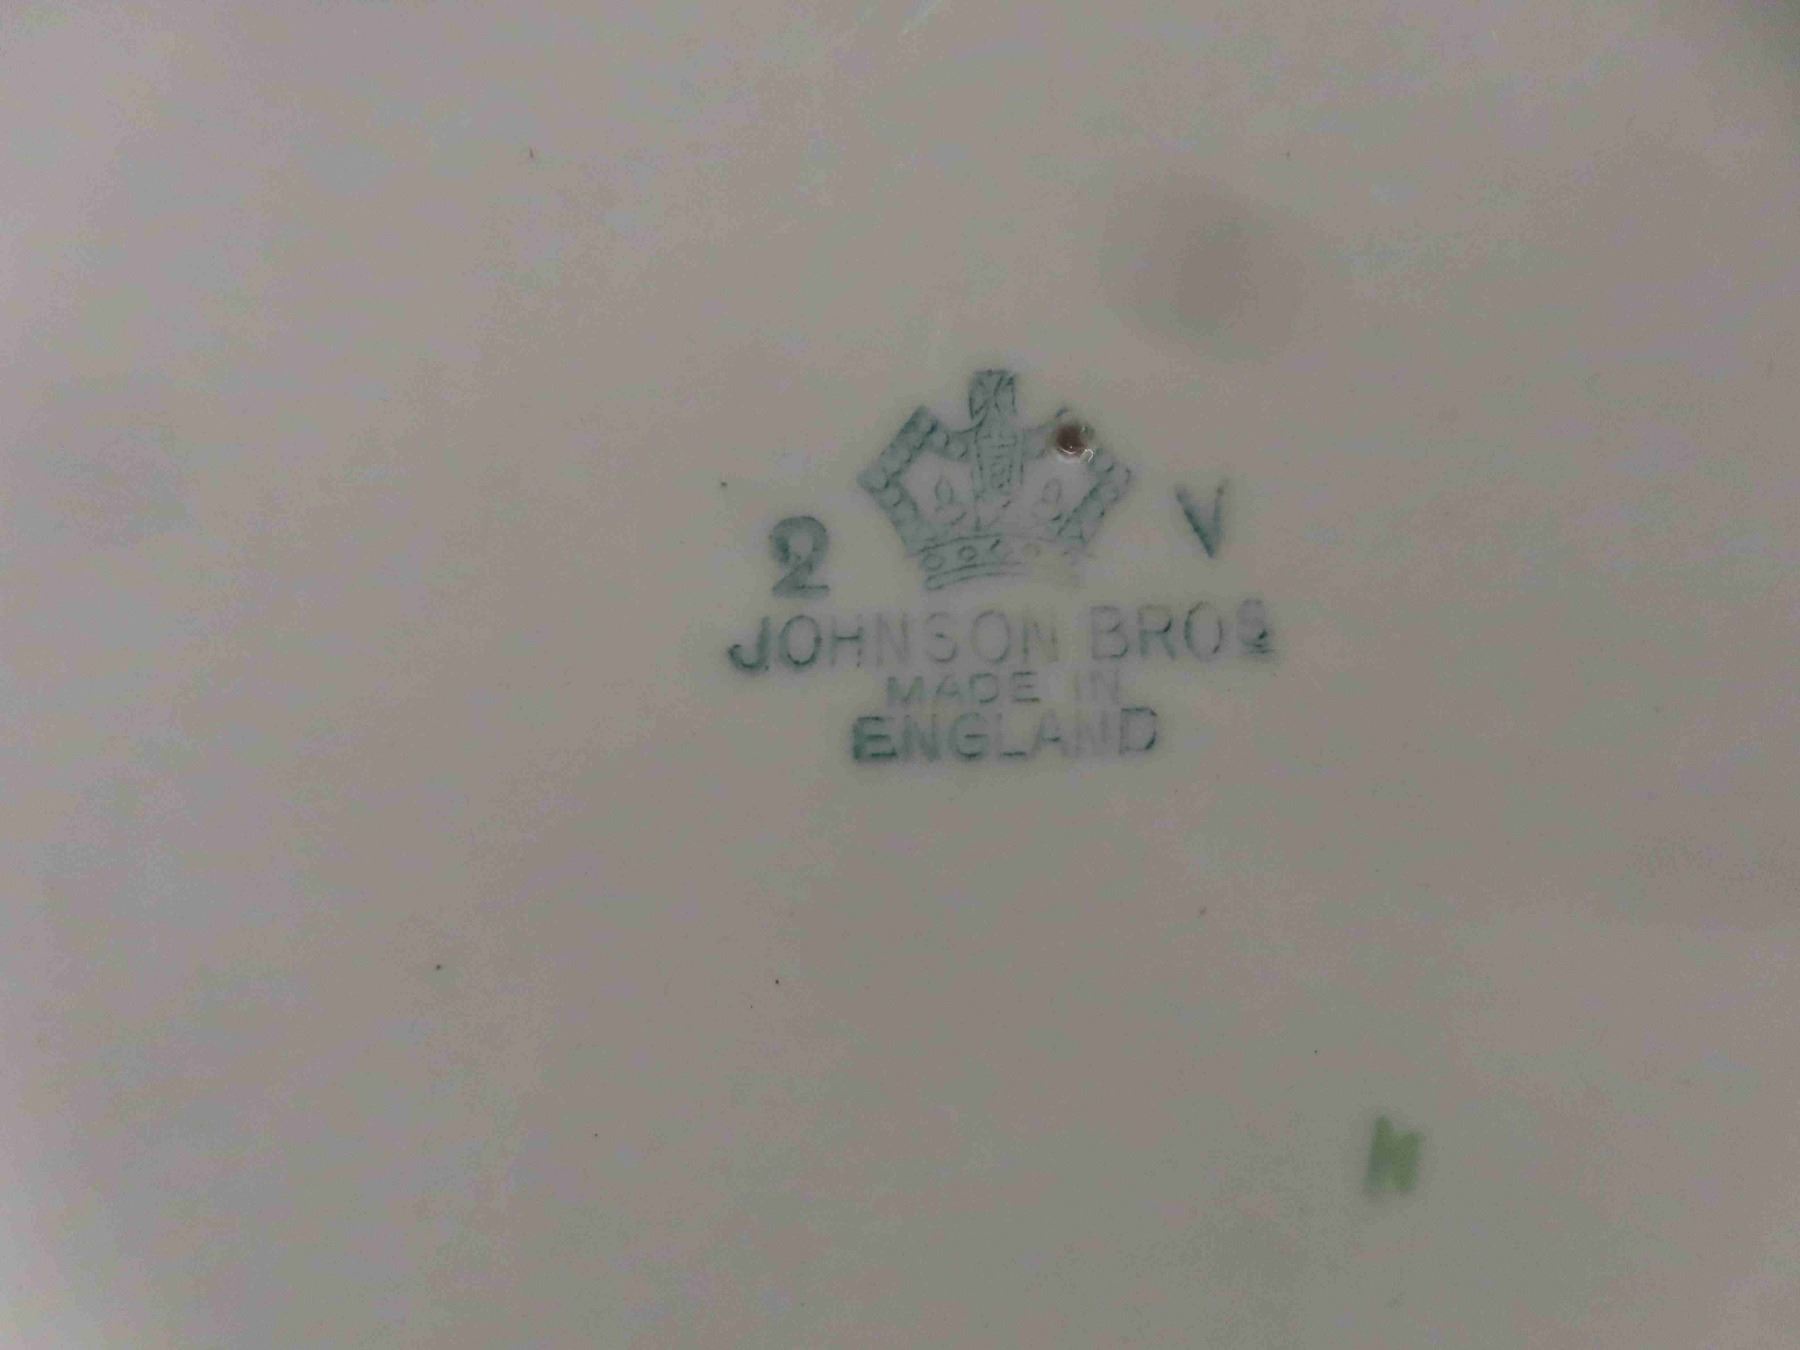 2 V
JOHNSON BROS
MADE IN
ENGLAND
N